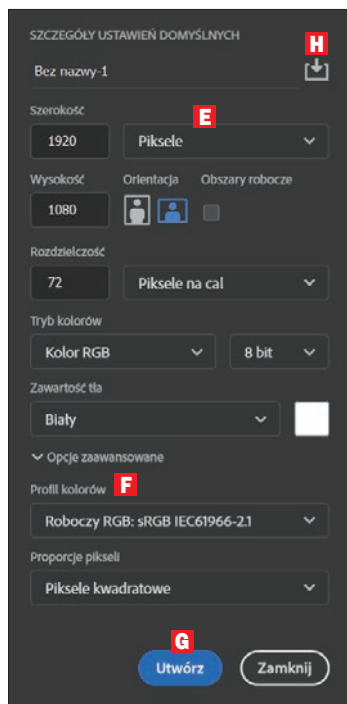 SZCZEGÓŁY USTAWIEŃ DOMYŚLNYCH
H
Bez nazwy-1
Szerokość
E
1920 Piksele
Wysokość Orientacja Obszary robocze
1080
Rozdzielczość
72 Piksele na cal
Tryb kolorów
Kolor RGB 8 bit
Zawartość tła
Biały
Opcje zaawansowane
Profil kolorów F
Roboczy RGB: sRGB IEC61966-2.1
Proporcje pikseli
Piksele kwadratowe
G
Utwórz Zamknij